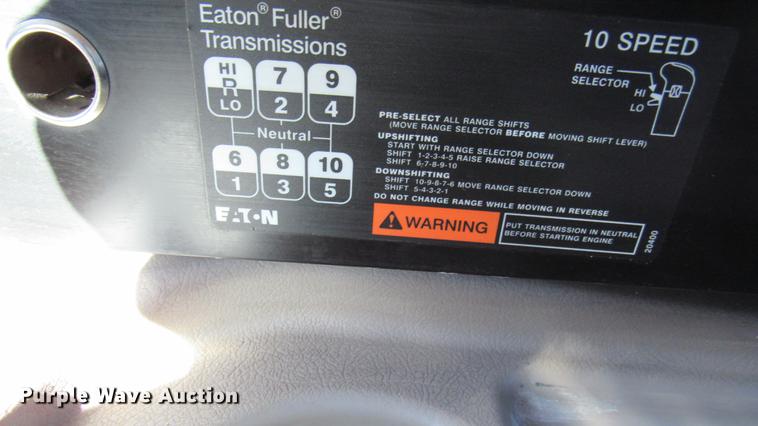 Eaton® Fuller®
Transmissions
10 SPEED
HI
R
LO
7
2
9
4
Neutral
6
1
8
3
10
5
EATON
RANGE
SELECTOR
HI
LO
PRE-SELECT ALL RANGE SHIFTS
(MOVE RANGE SELECTOR BEFORE MOVING SHIFT LEVER)
UPSHIFTING
START WITH RANGE SELECTOR DOWN
SHIFT 1-2-3-4-5 RAISE RANGE SELECTOR
SHIFT 6-7-8-9-10
DOWNSHIFTING
SHIFT 10-9-8-7-6 MOVE RANGE SELECTOR DOWN
SHIFT 5-4-3-2-1
DO NOT CHANGE RANGE WHILE MOVING IN REVERSE
WARNING
PUT TRANSMISSION IN NEUTRAL
BEFORE STARTING ENGINE
20400
Purple Wave Auction